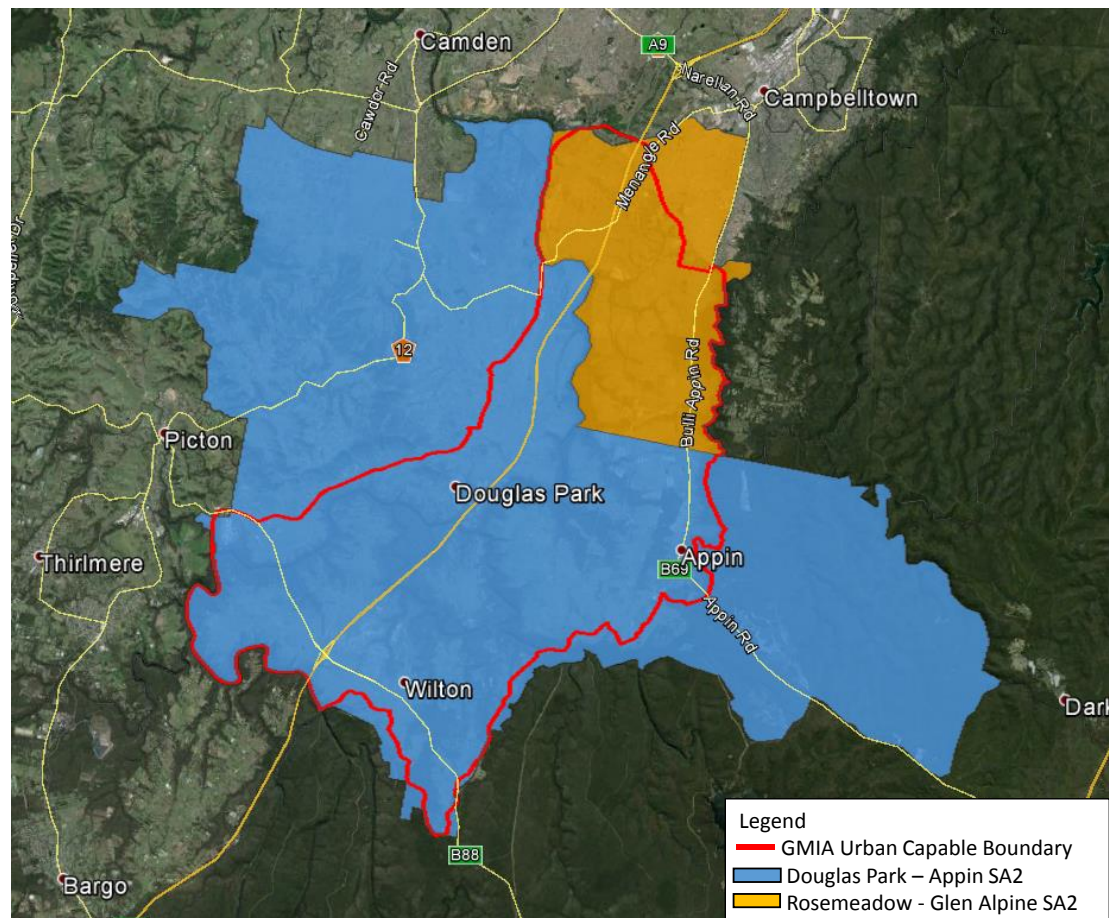 Camden
A9
Narellan Rd
Campbelltown
Cawdor Rd
Menangle Rd
12
Bulli Appin Rd
Picton
Douglas Park
Thirlmere
Appin
B69
Appin Rd
Wilton
Dark
B88
Bargo
Legend
GMIA Urban Capable Boundary
Douglas Park – Appin SA2
Rosemeadow - Glen Alpine SA2